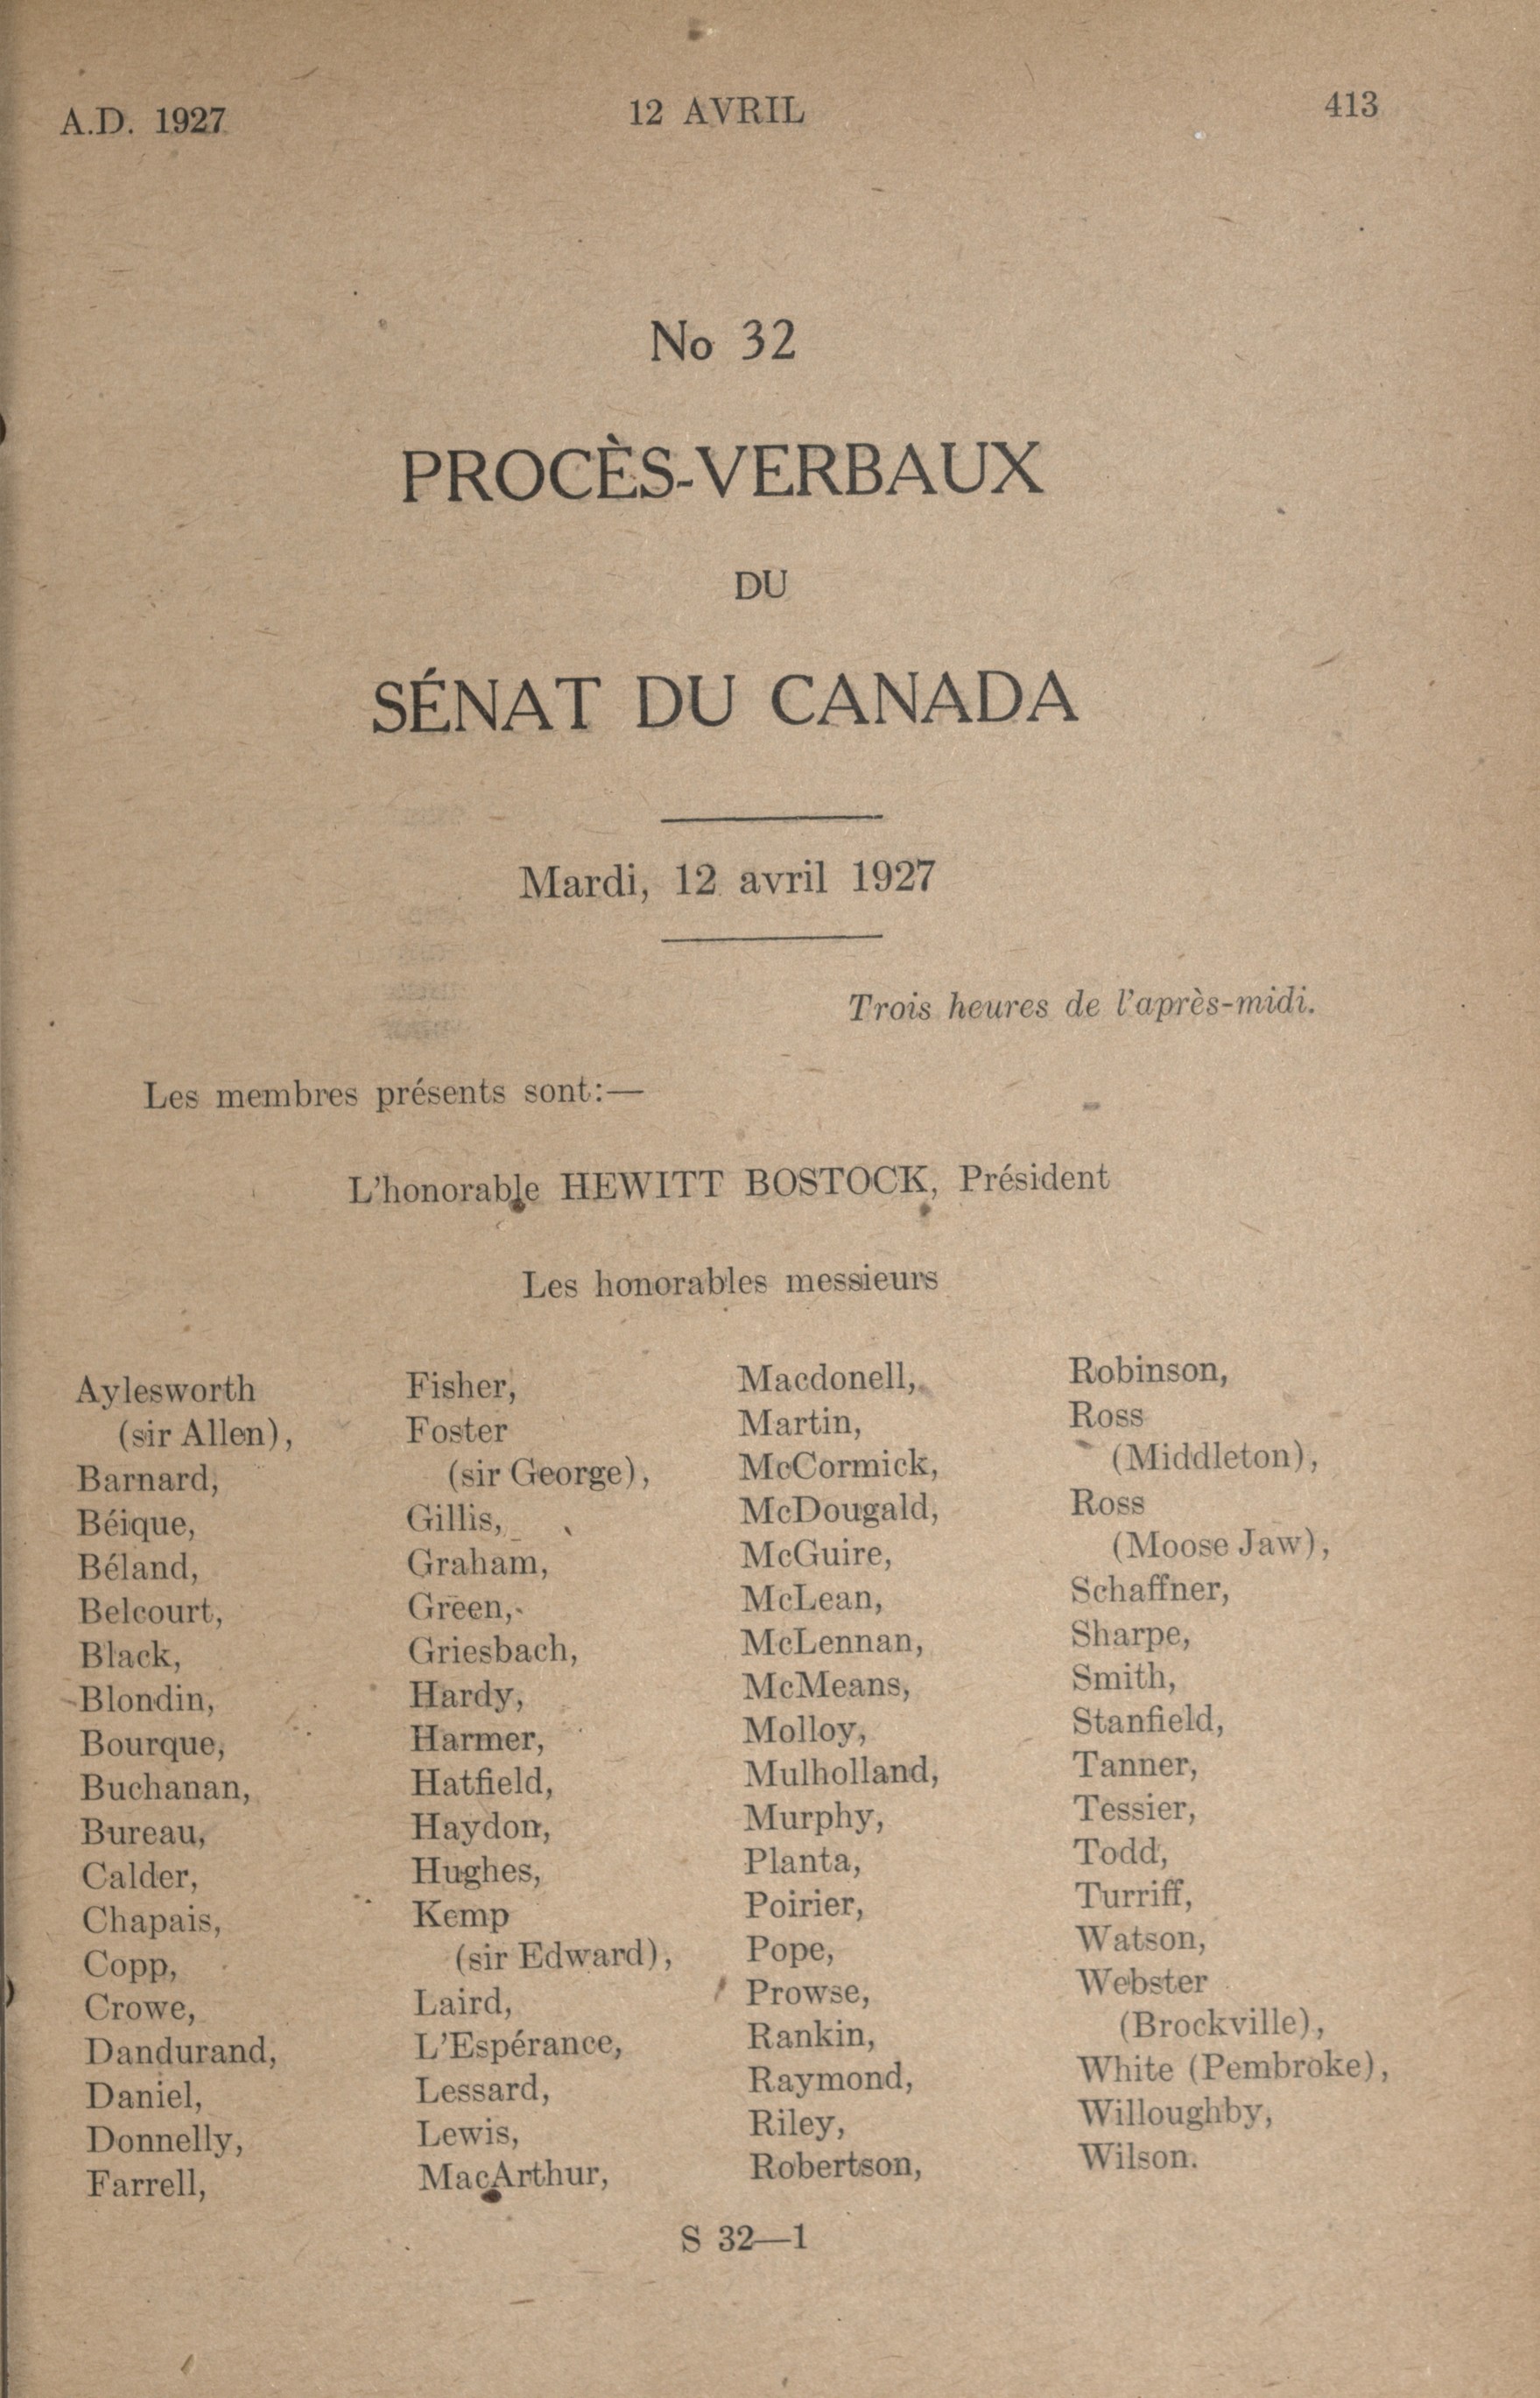 A.D. 1927
12 AVRIL
413
No 32
PROCÈS-VERBAUX
DU
SÉNAT DU CANADA
Mardi, 12 avril 1927
Trois heures de l'après-midi.
Les membres présents sont:—
L'honorable HEWITT BOSTOCK, Président
Les honorables messieurs
Aylesworth
(sir Allen),
Barnard,
Béique,
Béland,
Belcourt,
Black,
Blondin,
Bourque,
Buchanan,
Bureau,
Calder,
Chapais,
Copp,
Crowe,
Dandurand,
Daniel,
Donnelly,
Farrell,
Fisher,
Foster
(sir George),
Gillis,
Graham,
Green,
Griesbach,
Hardy,
Harmer,
Hatfield,
Haydon,
Hughes,
Kemp
(sir Edward),
Laird,
L'Espérance,
Lessard,
Lewis,
MacArthur,
Macdonell,
Martin,
McCormick,
McDougald,
McGuire,
McLean,
McLennan,
McMeans,
Molloy,
Mulholland,
Murphy,
Planta,
Poirier,
Pope,
Prowse,
Rankin,
Raymond,
Riley,
Robertson,
Robinson,
Ross
(Middleton),
Ross
(Moose Jaw),
Schaffner,
Sharpe,
Smith,
Stanfield,
Tanner,
Tessier,
Todd,
Turriff,
Watson,
Webster
(Brockville),
White (Pembroke),
Willoughby,
Wilson.
S 32—1